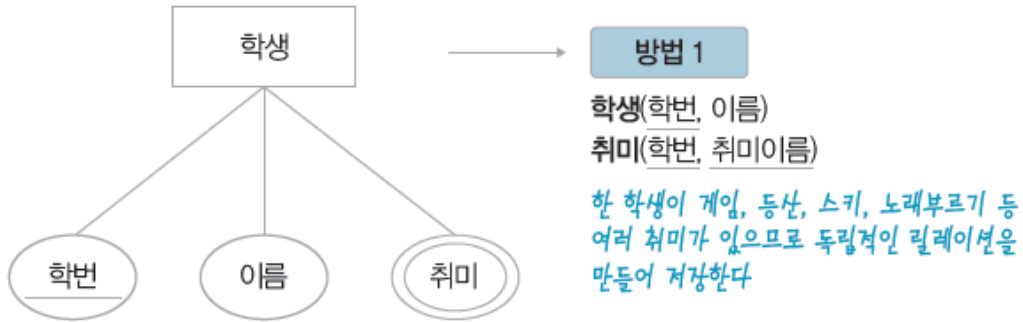 학생
학번
이름
취미
방법 1
학생(학번, 이름)
취미(학번, 취미이름)
한 학생이 게임, 등산, 스키, 노래부르기 등
여러 취미가 있으므로 독립적인 릴레이션을
만들어 저장한다